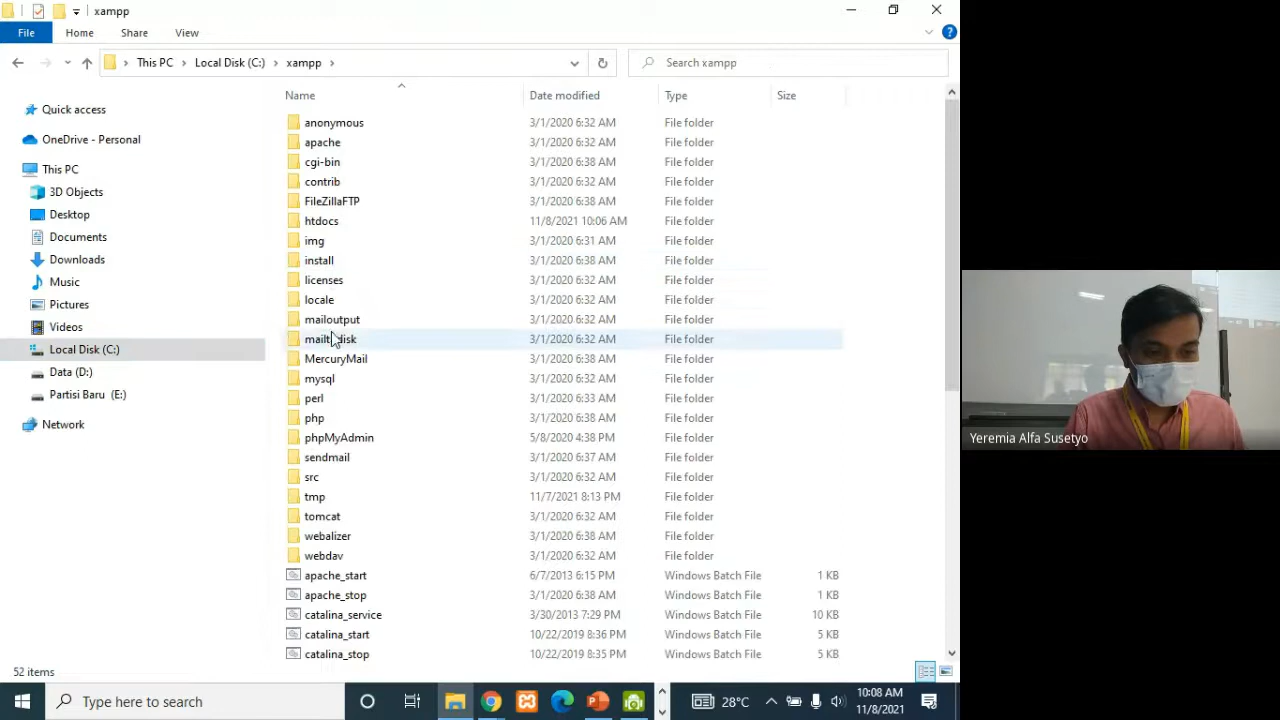 xampp
File Home Share View
This PC Local Disk (C:) xampp
Search xampp
Name Date modified Type Size
Quick access
OneDrive - Personal
This PC
3D Objects
Desktop
Documents
Downloads
Music
Pictures
Videos
Local Disk (C:)
Data (D:)
Partisi Baru (E:)
Network
anonymous 3/1/2020 6:32 AM File folder
apache 3/1/2020 6:32 AM File folder
cgi-bin 3/1/2020 6:38 AM File folder
contrib 3/1/2020 6:32 AM File folder
FileZillaFTP 3/1/2020 6:38 AM File folder
htdocs 11/8/2021 10:06 AM File folder
img 3/1/2020 6:31 AM File folder
install 3/1/2020 6:38 AM File folder
licenses 3/1/2020 6:32 AM File folder
locale 3/1/2020 6:32 AM File folder
mailoutput 3/1/2020 6:32 AM File folder
mailtodisk 3/1/2020 6:32 AM File folder
MercuryMail 3/1/2020 6:38 AM File folder
mysql 3/1/2020 6:32 AM File folder
perl 3/1/2020 6:33 AM File folder
php 3/1/2020 6:38 AM File folder
phpMyAdmin 5/8/2020 4:38 PM File folder
sendmail 3/1/2020 6:37 AM File folder
src 3/1/2020 6:32 AM File folder
tmp 11/7/2021 8:13 PM File folder
tomcat 3/1/2020 6:32 AM File folder
webalizer 3/1/2020 6:38 AM File folder
webdav 3/1/2020 6:32 AM File folder
apache_start 6/7/2013 6:15 PM Windows Batch File 1 KB
apache_stop 3/1/2020 6:38 AM Windows Batch File 1 KB
catalina_service 3/30/2013 7:29 PM Windows Batch File 10 KB
catalina_start 10/22/2019 8:36 PM Windows Batch File 5 KB
catalina_stop 10/22/2019 8:35 PM Windows Batch File 5 KB
52 items
Type here to search
28°C
10:08 AM
11/8/2021
Yeremia Alfa Susetyo